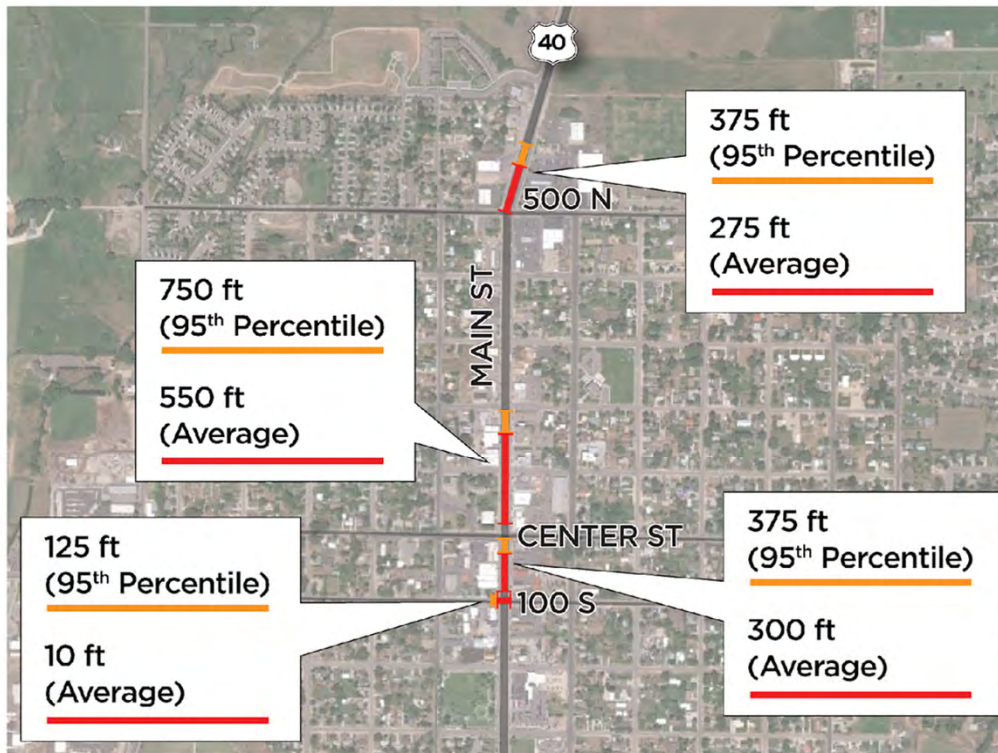 40
375 ft
(95th Percentile)
275 ft
(Average)
500 N
MAIN ST
750 ft
(95th Percentile)
550 ft
(Average)
CENTER ST
375 ft
(95th Percentile)
300 ft
(Average)
125 ft
(95th Percentile)
10 ft
(Average)
100 S